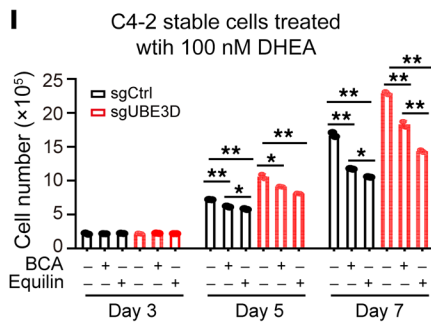 I
C4-2 stable cells treated
wtih 100 nM DHEA
Cell number (×10⁵)
25
20
15
10
5
0
sgCtrl
sgUBE3D
** ** * ** *
** ** * ** ** **
BCA – + – – + – – + – – + – – + – – + –
Equilin – – + – – + – – + – – + – – + – – +
Day 3 Day 5 Day 7